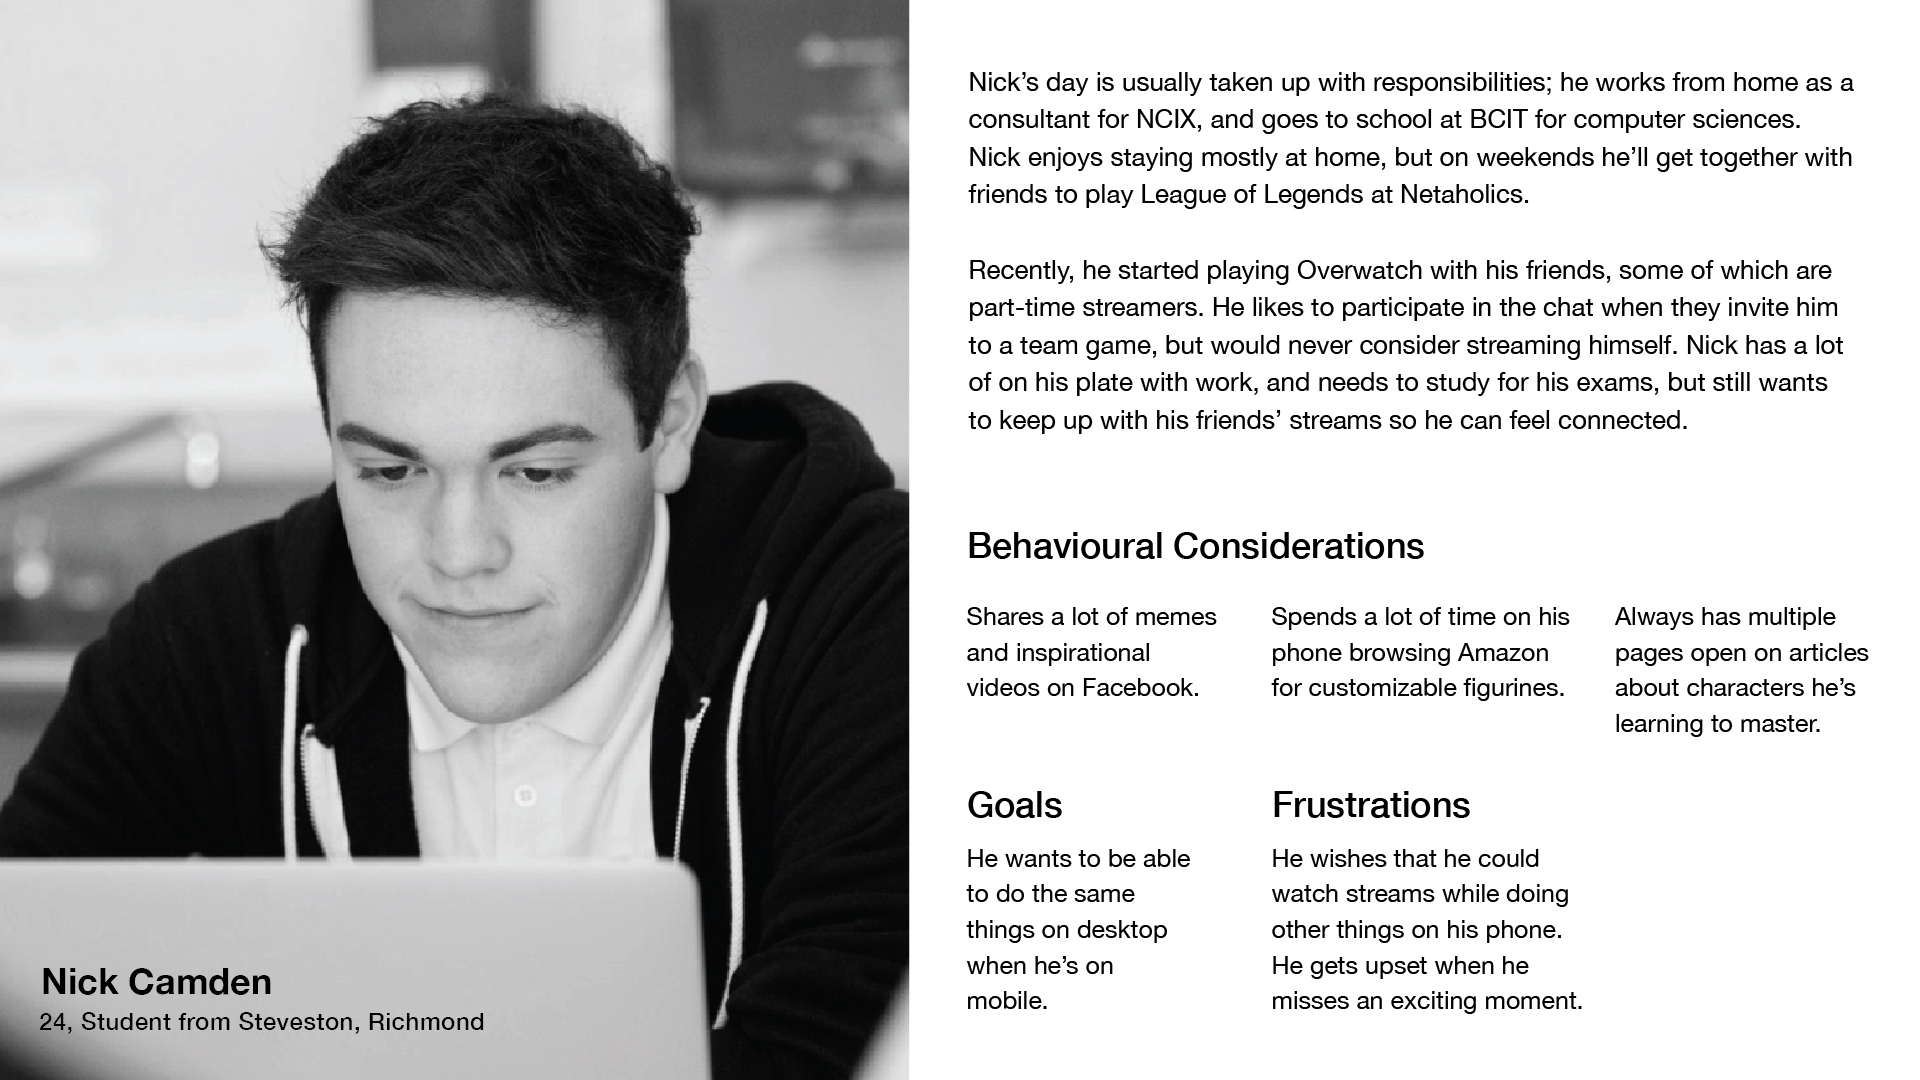 Nick’s day is usually taken up with responsibilities; he works from home as a
consultant for NCIX, and goes to school at BCIT for computer sciences.
Nick enjoys staying mostly at home, but on weekends he’ll get together with
friends to play League of Legends at Netaholics.
Recently, he started playing Overwatch with his friends, some of which are
part-time streamers. He likes to participate in the chat when they invite him
to a team game, but would never consider streaming himself. Nick has a lot
of on his plate with work, and needs to study for his exams, but still wants
to keep up with his friends’ streams so he can feel connected.
Behavioural Considerations
Shares a lot of memes
and inspirational
videos on Facebook.
Spends a lot of time on his
phone browsing Amazon
for customizable figurines.
Always has multiple
pages open on articles
about characters he’s
learning to master.
Goals
He wants to be able
to do the same
things on desktop
when he’s on
mobile.
Frustrations
He wishes that he could
watch streams while doing
other things on his phone.
He gets upset when he
misses an exciting moment.
Nick Camden
24, Student from Steveston, Richmond